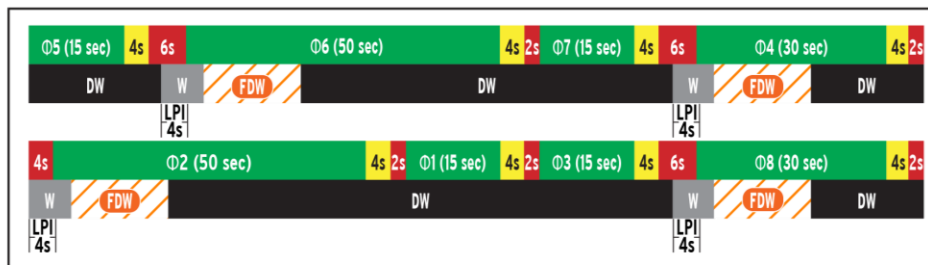 Φ5 (15 sec) 4s 6s Φ6 (50 sec) 4s 2s Φ7 (15 sec) 4s 6s Φ4 (30 sec) 4s 2s
DW W FDW DW W FDW DW
LPI LPI
4s 4s
4s Φ2 (50 sec) 4s 2s Φ1 (15 sec) 4s 2s Φ3 (15 sec) 4s 6s Φ8 (30 sec) 4s 2s
W FDW DW W FDW DW
LPI LPI
4s 4s